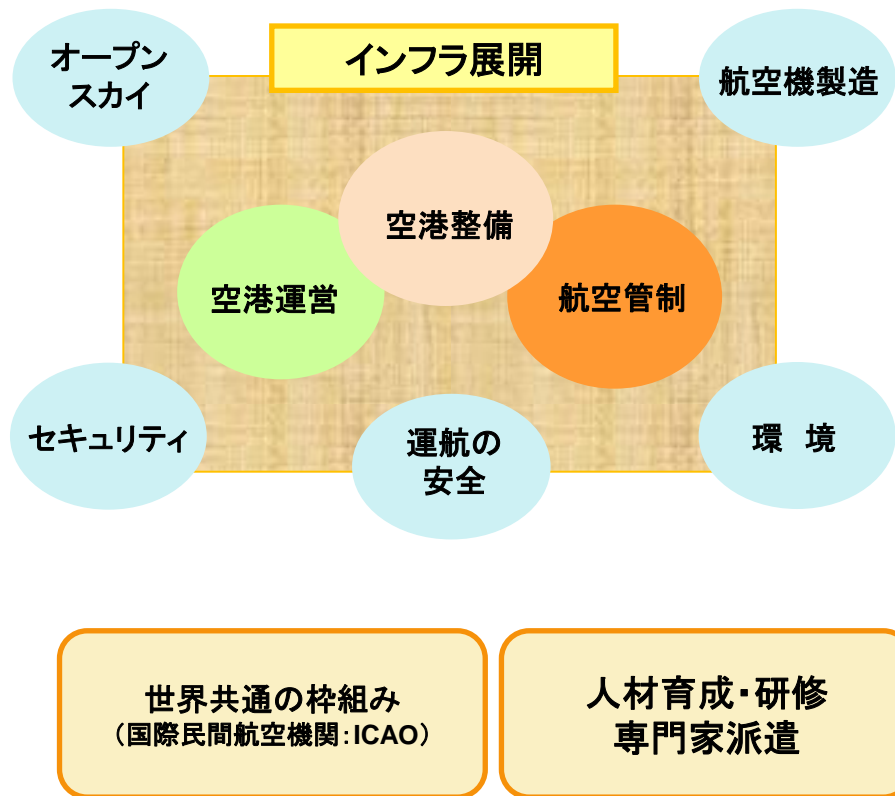 オープン
スカイ
インフラ展開
航空機製造
空港整備
空港運営
航空管制
セキュリティ
運航の
安全
環　境
世界共通の枠組み
（国際民間航空機関：ICAO）
人材育成・研修
専門家派遣